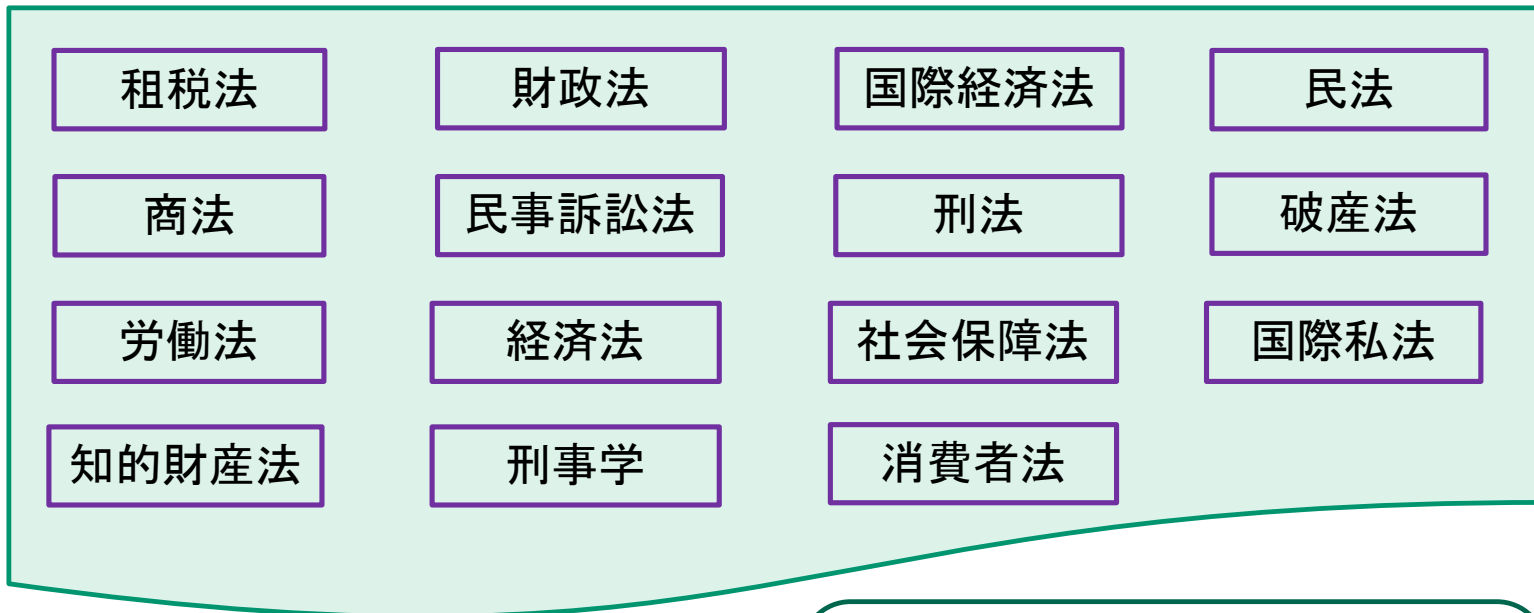 租税法
財政法
国際経済法
民法
商法
民事訴訟法
刑法
破産法
労働法
経済法
社会保障法
国際私法
知的財産法
刑事学
消費者法